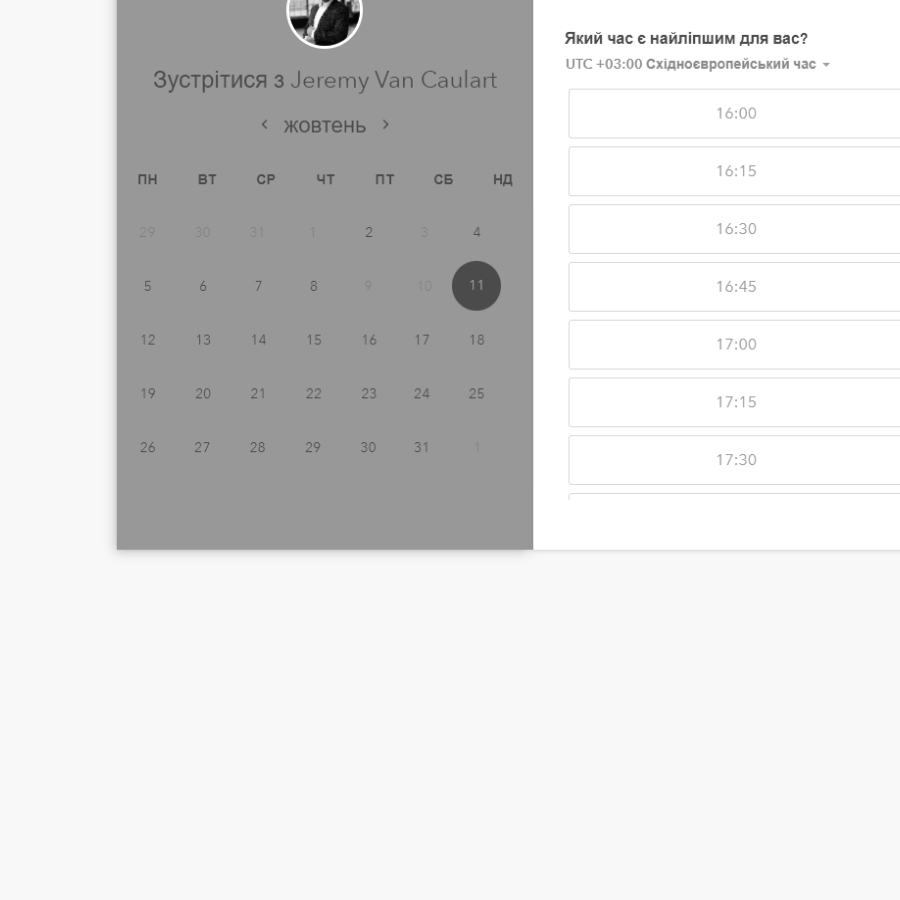 Зустрітися з Jeremy Van Caulart
жовтень
ПН ВТ СР ЧТ ПТ СБ НД
29 30 31 1 2 3 4
5 6 7 8 9 10 11
12 13 14 15 16 17 18
19 20 21 22 23 24 25
26 27 28 29 30 31 1
Який час є найліпшим для вас?
UTC +03:00 Східноєвропейський час
16:00
16:15
16:30
16:45
17:00
17:15
17:30